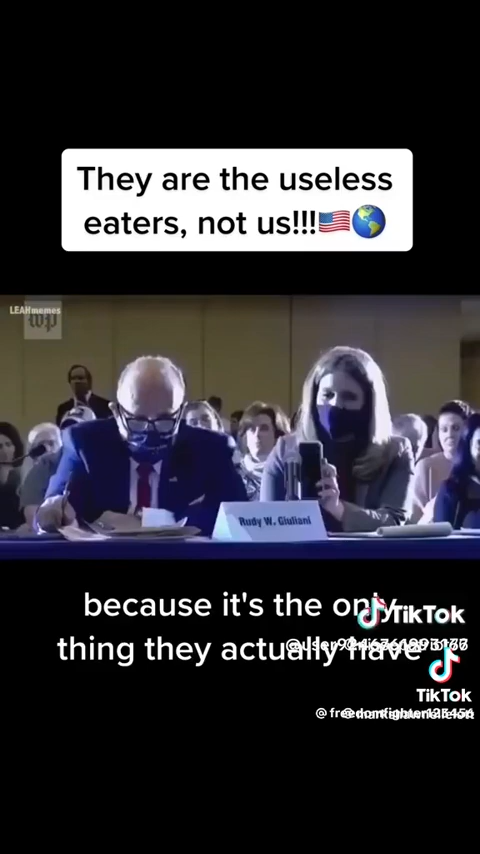 They are the useless
eaters, not us!!!🇺🇸🌎
LEAHmemes
wp
Rudy W. Giuliani
because it's the only
thing they actually have
TikTok
TikTok